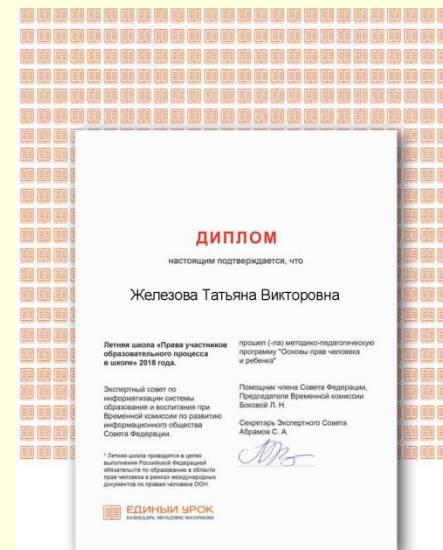 ДИПЛОМ
настоящим подтверждается, что
Железова Татьяна Викторовна
Летняя школа «Права участников
образовательного процесса
в школе» 2018 года.
Экспертный совет по
информатизации системы
образования и воспитания при
Временной комиссии по развитию
информационного общества
Совета Федерации.
* Летняя школа проводится в целях
выполнения Российской Федерацией
обязательств по образованию в области
прав человека в рамках международных
документов по правам человека ООН.
прошел (-ла) методико-педагогическую
программу "Основы прав человека
и ребенка"
Помощник члена Совета Федерации,
Председателя Временной комиссии
Боковой Л. Н.
Секретарь Экспертного Совета
Абрамов С. А.
ЕДИНЫЙ УРОК
КАЛЕНДАРЬ МЕТОДИКИ МАТЕРИАЛЫ